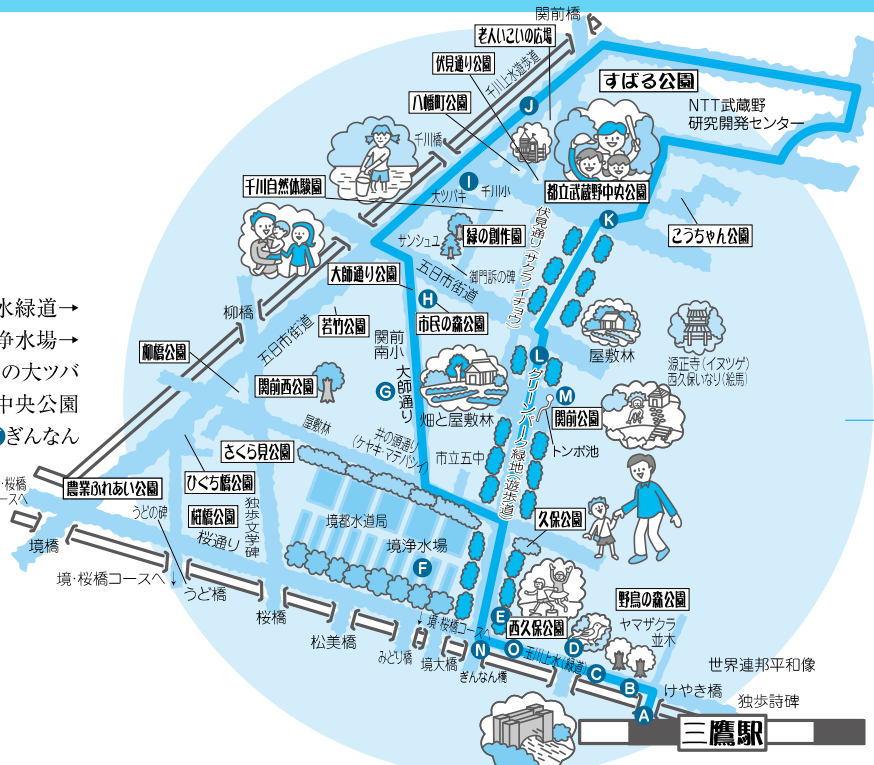 関前橋
老人いこいの広場
伏見通り公園
千川上水遊歩道
すばる公園
八幡町公園
J
NTT武蔵野
研究開発センター
千川橋
千川自然体験園
I
大ツバキ
千川小
都立武蔵野中央公園
K
伏見通り(サクラ・イチョウ)
こうちゃん公園
サンシュユ
緑の創作園
御門訴の碑
五日市街道
大師通り公園
H
市民の森公園
水緑道→
浄水場→
の大ツバ
中央公園
ぎんなん
柳橋
五日市街道
若竹公園
関前
南小
柳橋公園
屋敷林
源正寺(イヌツゲ)
西久保いなり(絵馬)
L
関前西公園
G
大師通り
畑と屋敷林
グリーンパーク緑地(遊歩道)
M
関前公園
トンボ池
屋敷林
井の頭通り
(ケヤキ・マテバシイ)
さくら見公園
市立五中
・桜橋
ースへ
農業ふれあい公園
ひぐち橋公園
うどの碑
桜橋公園
独歩文学碑
桜通り
境都水道局
久保公園
境橋
境浄水場
F
境・桜橋コースへ↓
うど橋
野鳥の森公園
E
西久保公園
ヤマザクラ
並木
桜橋
松美橋
↓境・桜橋コースへ
みどり橋
境大橋
N
O
玉川上水(緑道)
D
C
B
ぎんなん橋
世界連邦平和像
けやき橋
A
独歩詩碑
三鷹駅